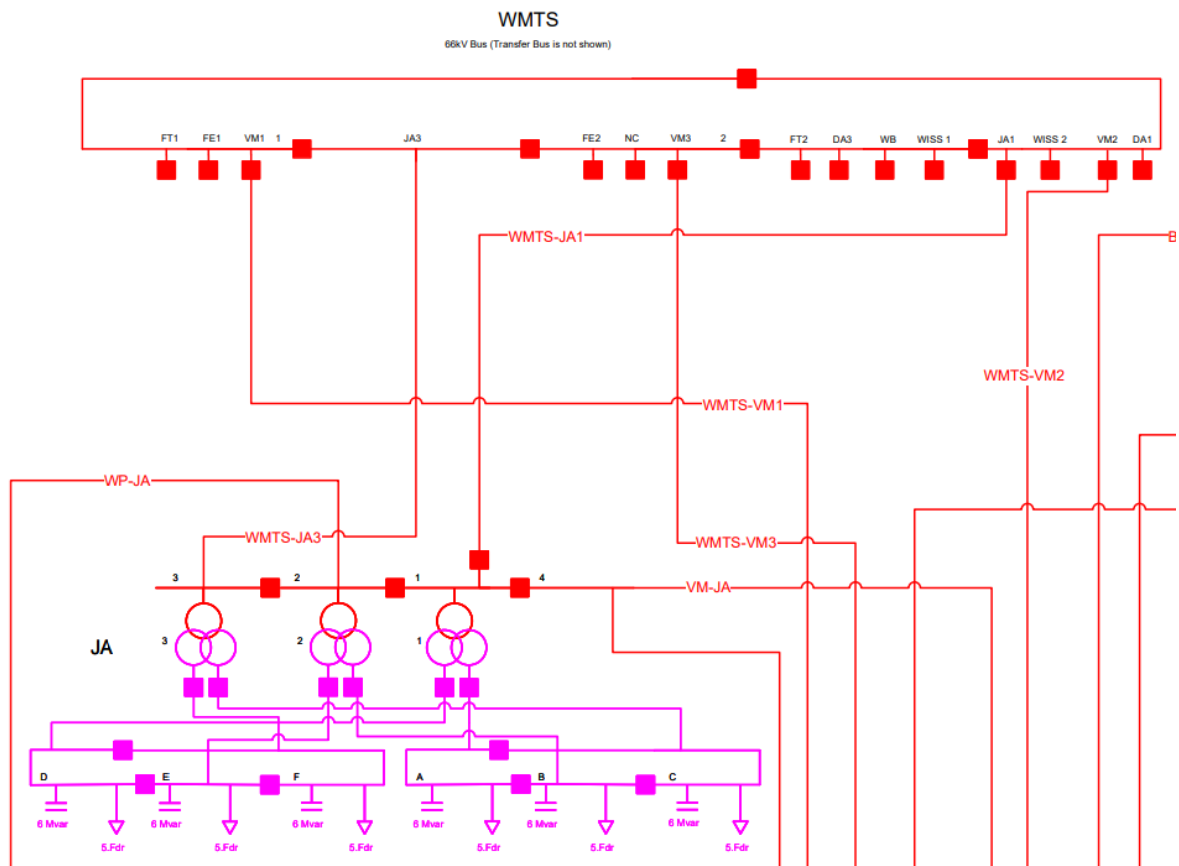 WMTS
66kV Bus (Transfer Bus is not shown)
FT1 FE1 VM1 1 JA3 FE2 NC VM3 2 FT2 DA3 WB WISS 1 JA1 WISS 2 VM2 DA1
WMTS-JA1
B
WMTS-VM2
WMTS-VM1
WP-JA
WMTS-JA3
WMTS-VM3
3 2 1 4
VM-JA
JA
3 2 1
D E F A B C
6 Mvar 6 Mvar 6 Mvar 6 Mvar 6 Mvar 6 Mvar
5.Fdr 5.Fdr 5.Fdr 5.Fdr 5.Fdr 5.Fdr